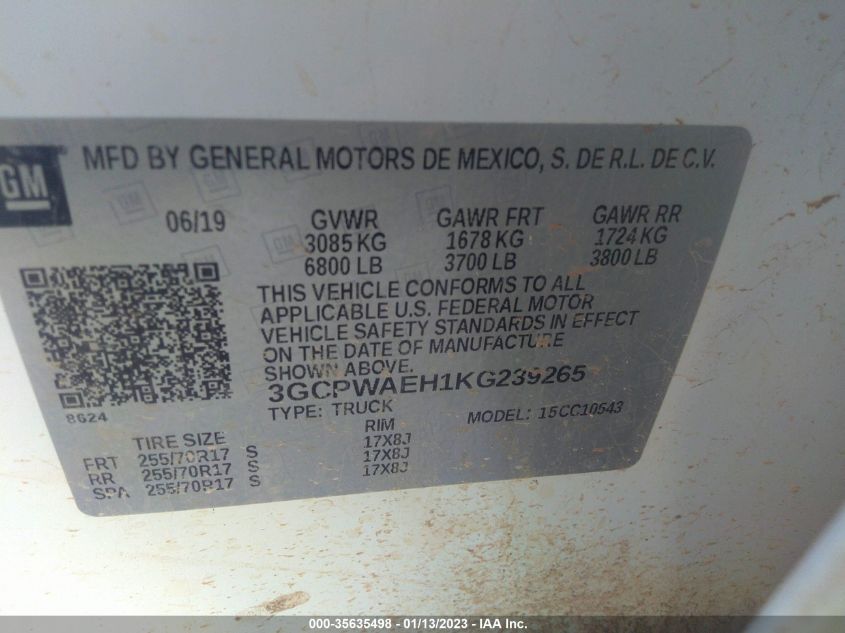 GM
MFD BY GENERAL MOTORS DE MEXICO, S. DE R.L. DE C.V.
06/19 GVWR GAWR FRT GAWR RR
3085 KG 1678 KG 1724 KG
6800 LB 3700 LB 3800 LB
THIS VEHICLE CONFORMS TO ALL
APPLICABLE U.S. FEDERAL MOTOR
VEHICLE SAFETY STANDARDS IN EFFECT
ON THE DATE OF MANUFACTURE
SHOWN ABOVE.
3GCPWAEH1KG239265
8624 TYPE: TRUCK MODEL: 15CC10543
TIRE SIZE RIM
FRT 255/70R17 S 17X8J
RR 255/70R17 S 17X8J
SPA 255/70R17 S 17X8J
000-35635498 - 01/13/2023 - IAA Inc.